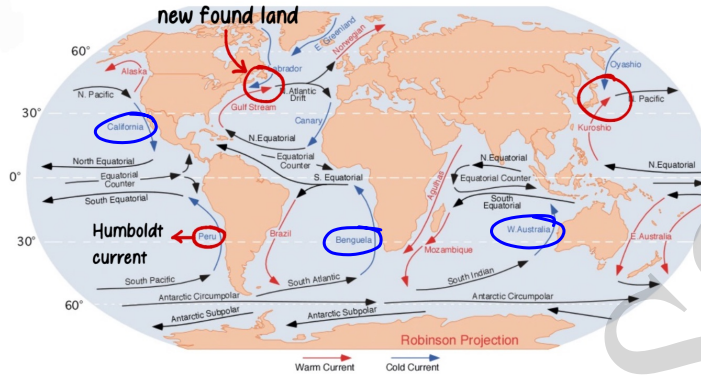 new found land
60°
30°
0°
30°
60°
E. Greenland
Norwegian
Labrador
Alaska
N. Pacific
N. Atlantic
Drift
Gulf Stream
California
Canary
N.Equatorial
North Equatorial
Equatorial
Counter
South Equatorial
Equatorial
Counter
S. Equatorial
Humboldt
current
Peru
Brazil
Benguela
South Pacific
South Atlantic
Antarctic Circumpolar
Antarctic Subpolar
Agulhas
Mozambique
N.Equatorial
Equatorial Counter
South
Equatorial
W.Australia
South Indian
Antarctic Circumpolar
Antarctic Subpolar
Oyashio
N. Pacific
Kuroshio
N.Equatorial
E.Australia
Robinson Projection
Warm Current
Cold Current